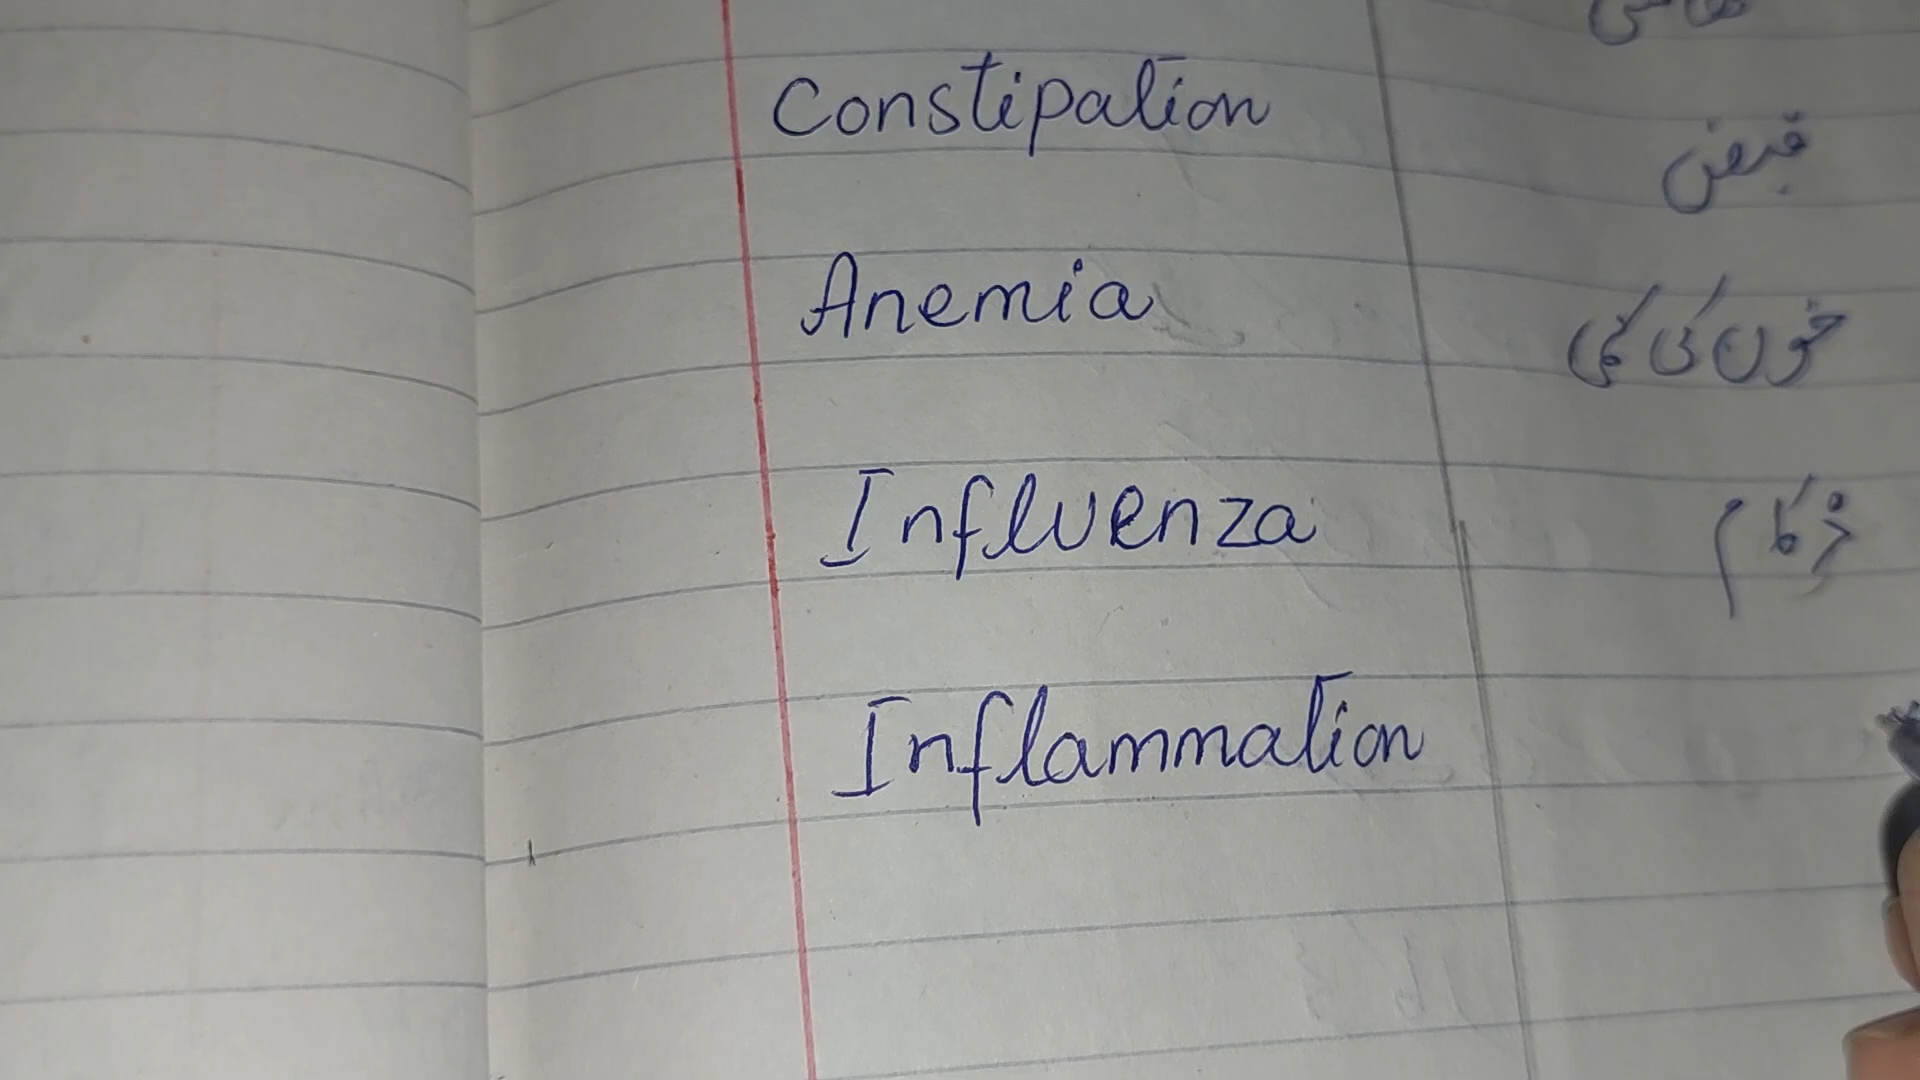 Constipation قبض
Anemia خون کی کمی
Influenza زکام
Inflammation